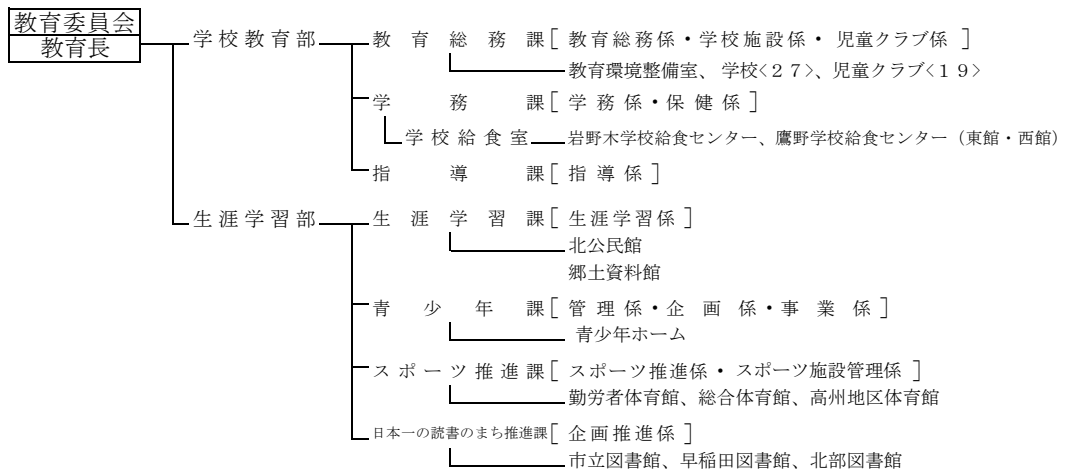 教育委員会
教育長
学校教育部 教育総務課［教育総務係・学校施設係・児童クラブ係］
教育環境整備室、学校<２７>、児童クラブ<１９>
学務課［学務係・保健係］
学校給食室 岩野木学校給食センター、鷹野学校給食センター（東館・西館）
指導課［指導係］
生涯学習部 生涯学習課［生涯学習係］
北公民館
郷土資料館
青少年課［管理係・企画係・事業係］
青少年ホーム
スポーツ推進課［スポーツ推進係・スポーツ施設管理係］
勤労者体育館、総合体育館、高州地区体育館
日本一の読書のまち推進課［企画推進係］
市立図書館、早稲田図書館、北部図書館